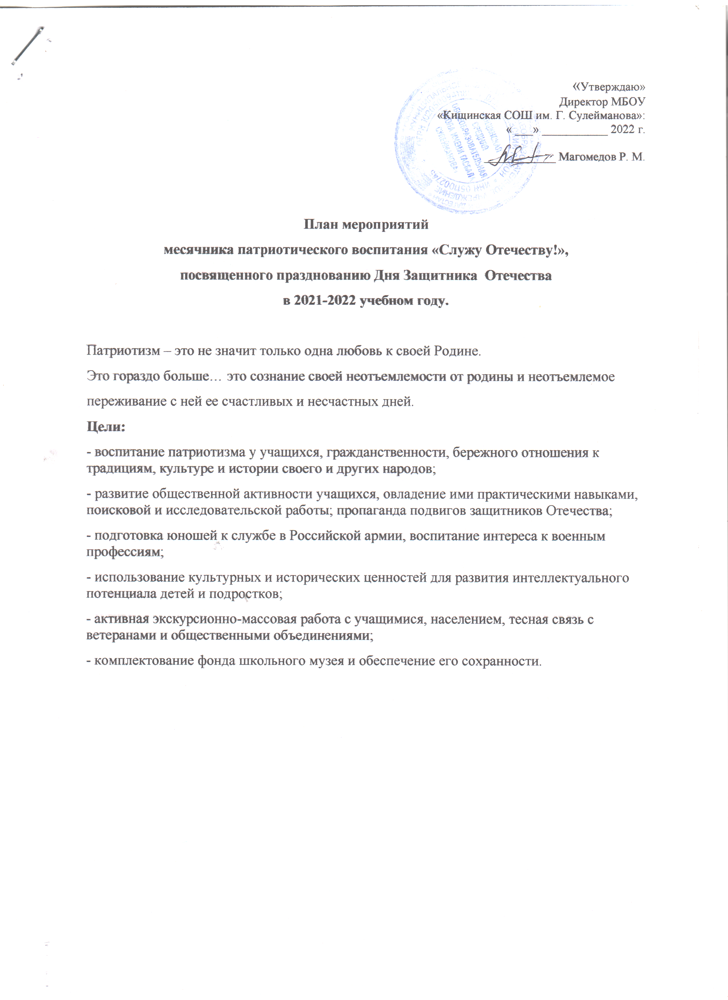 «Утверждаю»
Директор МБОУ
«Кищинская СОШ им. Г. Сулейманова»:
«___» ___________ 2022 г.
____________ Магомедов Р. М.
ОБЩЕОБРАЗОВАТЕЛЬНАЯ
ИНН 0511002745
План мероприятий
месячника патриотического воспитания «Служу Отечеству!»,
посвященного празднованию Дня Защитника Отечества
в 2021-2022 учебном году.
Патриотизм – это не значит только одна любовь к своей Родине.
Это гораздо больше… это сознание своей неотъемлемости от родины и неотъемлемое
переживание с ней ее счастливых и несчастных дней.
Цели:
- воспитание патриотизма у учащихся, гражданственности, бережного отношения к
традициям, культуре и истории своего и других народов;
- развитие общественной активности учащихся, овладение ими практическими навыками,
поисковой и исследовательской работы; пропаганда подвигов защитников Отечества;
- подготовка юношей к службе в Российской армии, воспитание интереса к военным
профессиям;
- использование культурных и исторических ценностей для развития интеллектуального
потенциала детей и подростков;
- активная экскурсионно-массовая работа с учащимися, населением, тесная связь с
ветеранами и общественными объединениями;
- комплектование фонда школьного музея и обеспечение его сохранности.